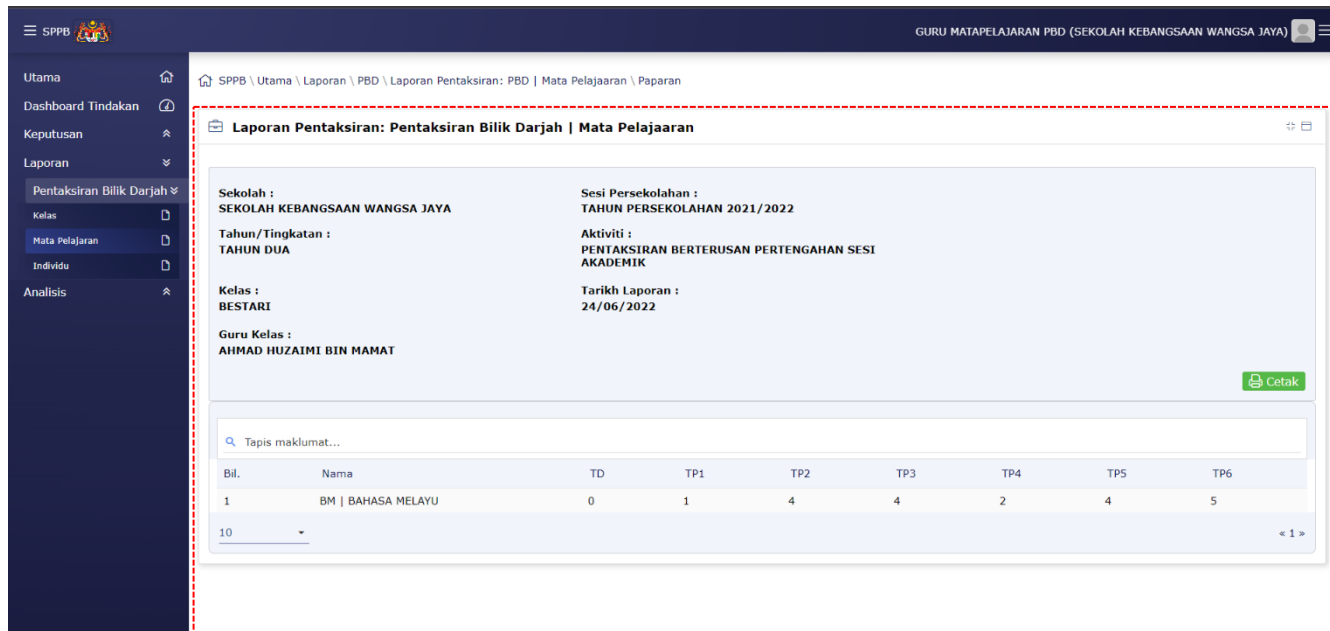 SPPB
GURU MATAPELAJARAN PBD (SEKOLAH KEBANGSAAN WANGSA JAYA)
Utama
Dashboard Tindakan
Keputusan
Laporan
Pentaksiran Bilik Darjah
Kelas
Mata Pelajaran
Individu
Analisis
SPPB \ Utama \ Laporan \ PBD \ Laporan Pentaksiran: PBD | Mata Pelajaaran \ Paparan
Laporan Pentaksiran: Pentaksiran Bilik Darjah | Mata Pelajaaran
Sekolah :
SEKOLAH KEBANGSAAN WANGSA JAYA
Sesi Persekolahan :
TAHUN PERSEKOLAHAN 2021/2022
Tahun/Tingkatan :
TAHUN DUA
Aktiviti :
PENTAKSIRAN BERTERUSAN PERTENGAHAN SESI
AKADEMIK
Kelas :
BESTARI
Tarikh Laporan :
24/06/2022
Guru Kelas :
AHMAD HUZAIMI BIN MAMAT
Cetak
Tapis maklumat...
Bil. Nama TD TP1 TP2 TP3 TP4 TP5 TP6
1 BM | BAHASA MELAYU 0 1 4 4 2 4 5
10
« 1 »